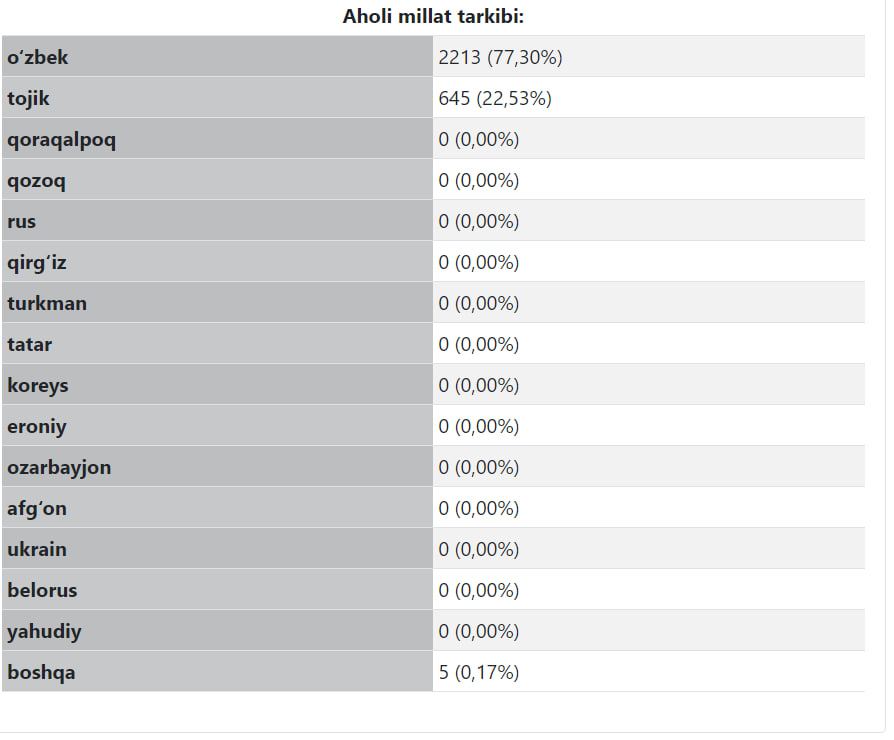 Aholi millat tarkibi:
oʻzbek 2213 (77,30%)
tojik 645 (22,53%)
qoraqalpoq 0 (0,00%)
qozoq 0 (0,00%)
rus 0 (0,00%)
qirgʻiz 0 (0,00%)
turkman 0 (0,00%)
tatar 0 (0,00%)
koreys 0 (0,00%)
eroniy 0 (0,00%)
ozarbayjon 0 (0,00%)
afgʻon 0 (0,00%)
ukrain 0 (0,00%)
belorus 0 (0,00%)
yahudiy 0 (0,00%)
boshqa 5 (0,17%)